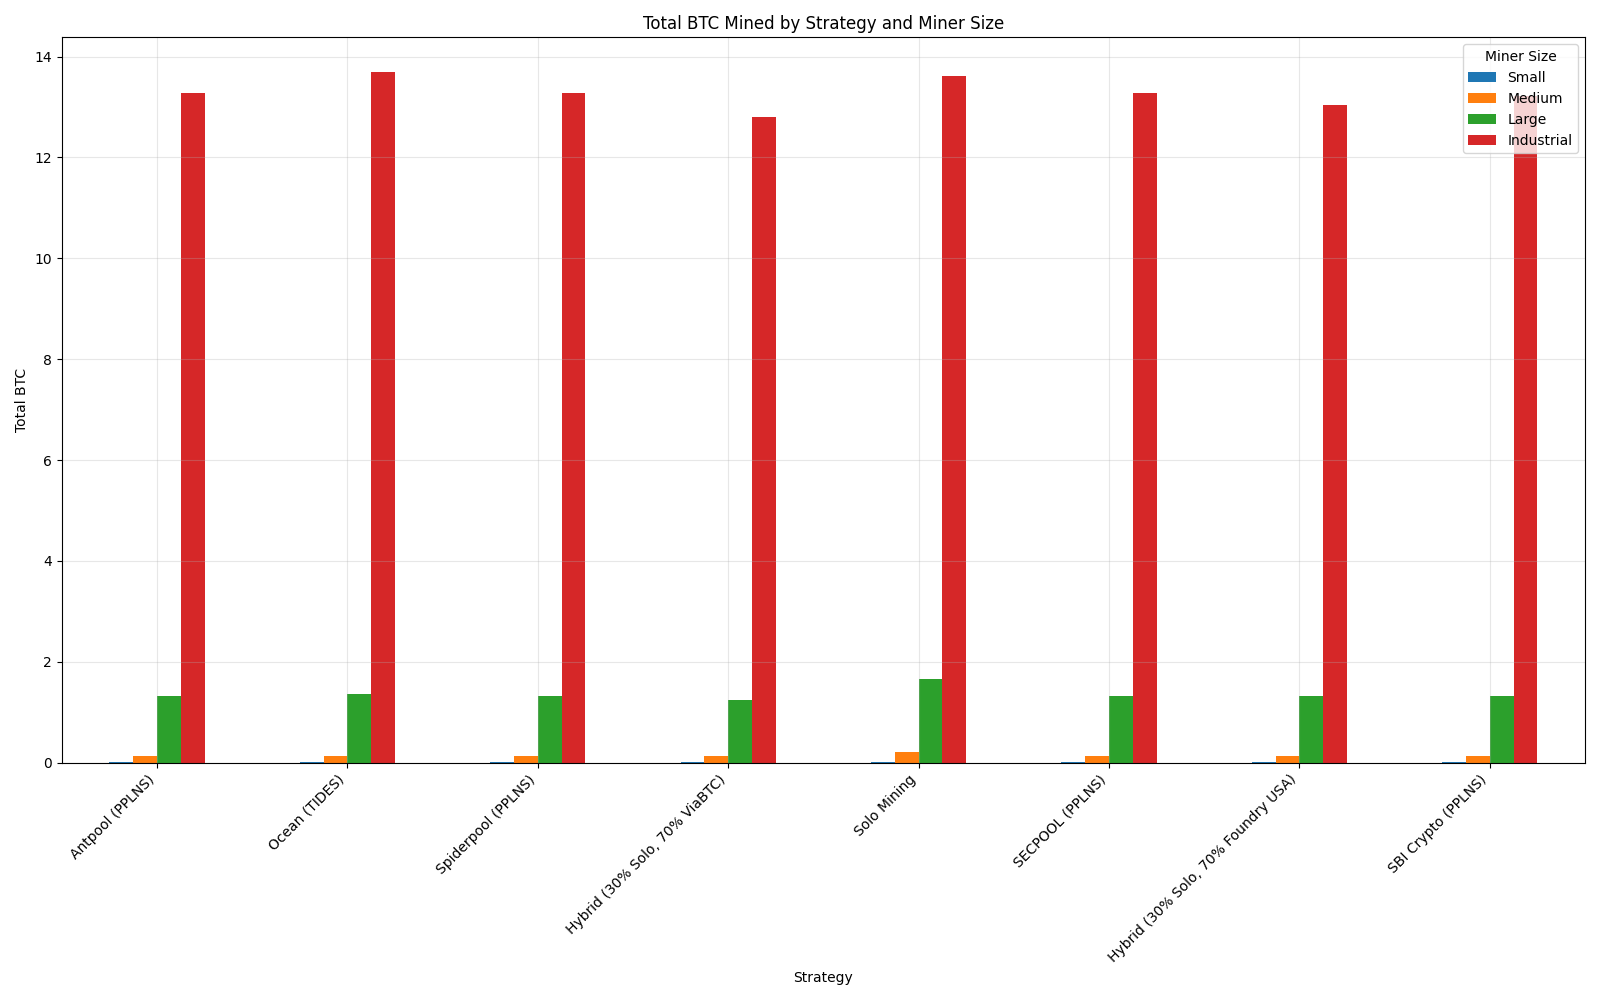 Total BTC Mined by Strategy and Miner Size
Miner Size
Small
Medium
Large
Industrial
Total BTC
14
12
10
8
6
4
2
0
Antpool (PPLNS)
Ocean (TIDES)
Spiderpool (PPLNS)
Hybrid (30% Solo, 70% ViaBTC)
Solo Mining
SECPOOL (PPLNS)
Hybrid (30% Solo, 70% Foundry USA)
SBI Crypto (PPLNS)
Strategy